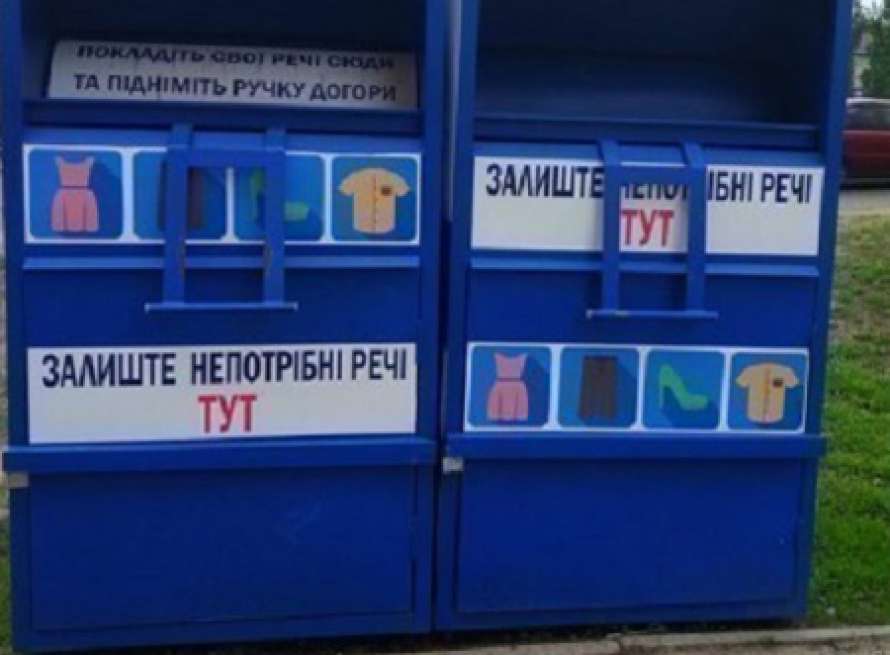 ПОКЛАДІТЬ СВОЇ РЕЧІ СЮДИ
ТА ПІДНІМІТЬ РУЧКУ ДОГОРИ
ЗАЛИШТЕ НЕПОТРІБНІ РЕЧІ
ТУТ
ЗАЛИШТЕ НЕПОТРІБНІ РЕЧІ
ТУТ